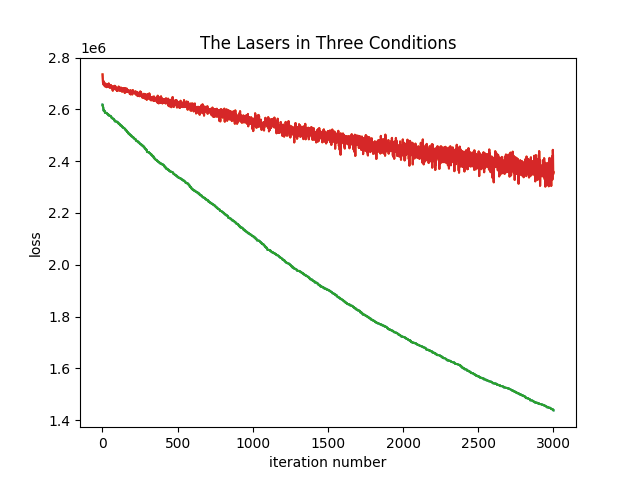 The Lasers in Three Conditions
1e6
2.8
2.6
2.4
2.2
2.0
1.8
1.6
1.4
loss
0 500 1000 1500 2000 2500 3000
iteration number